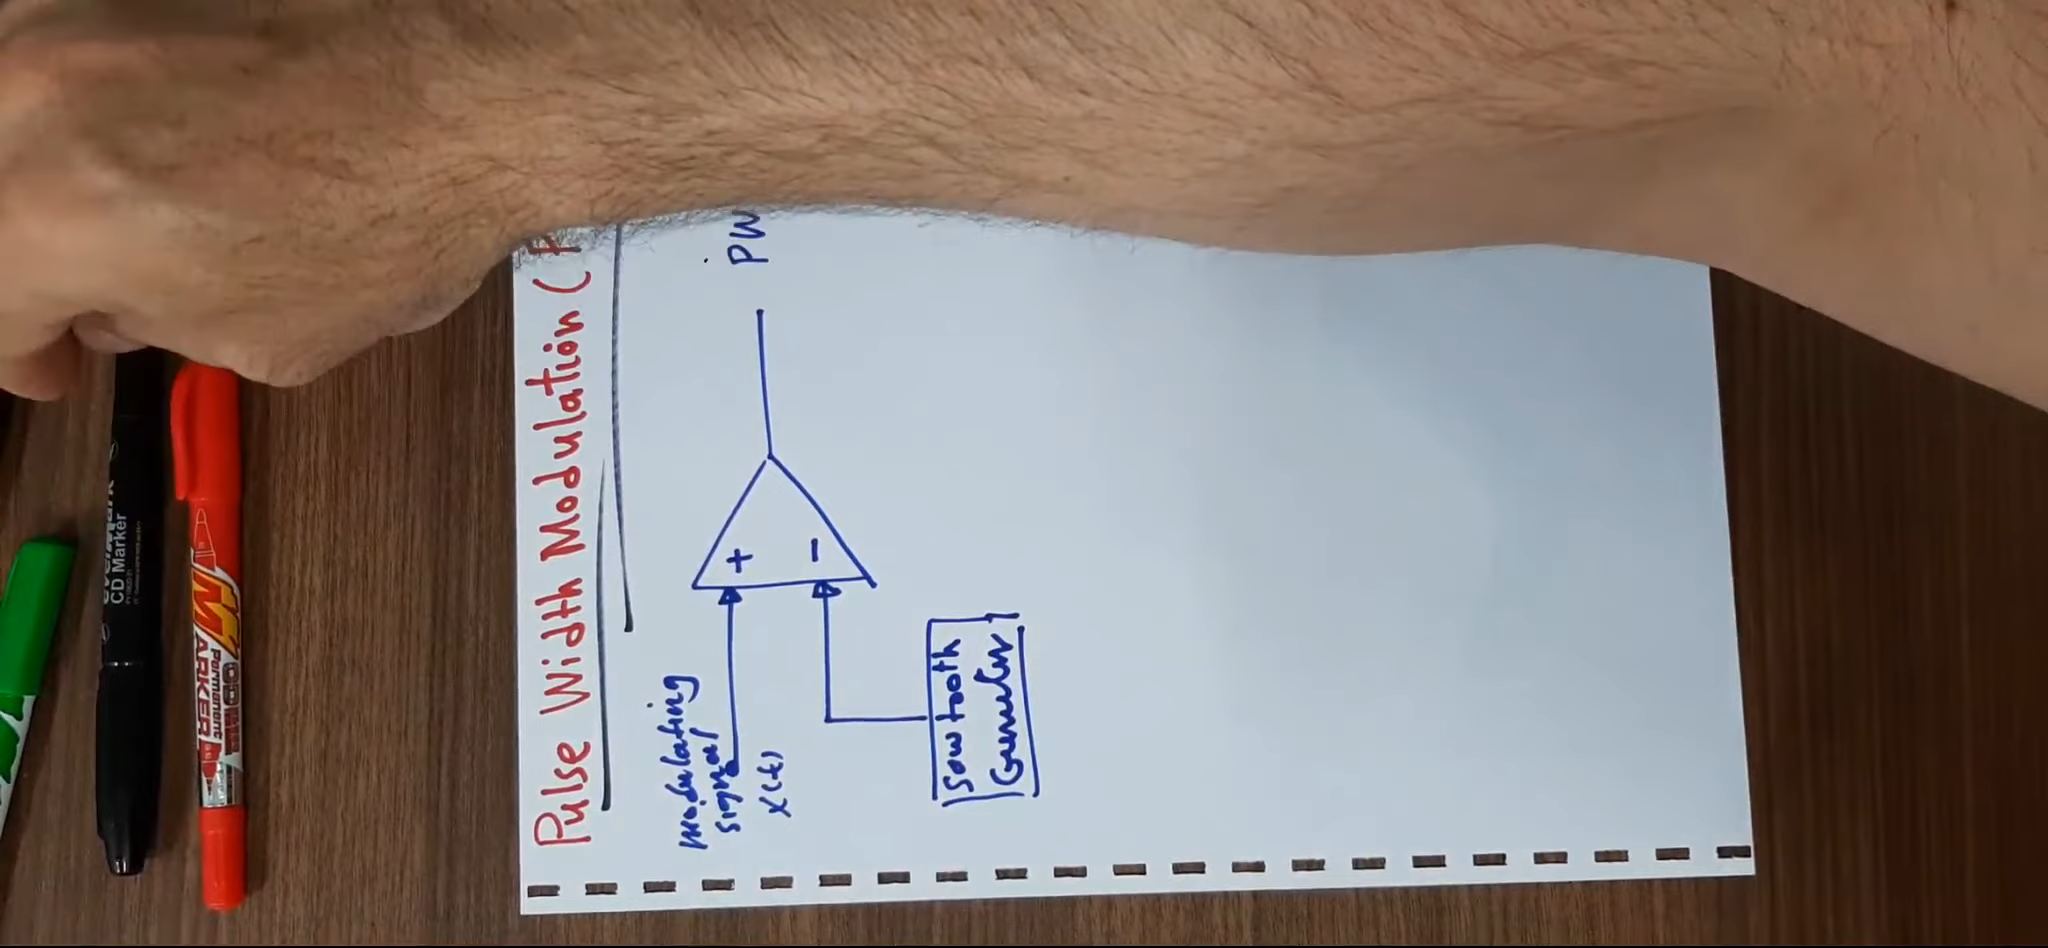 Pulse Width Modulation (
PW
modulating
signal
x(t)
+
-
Sawtooth
Generator
CD Marker
Permanent
MARKER